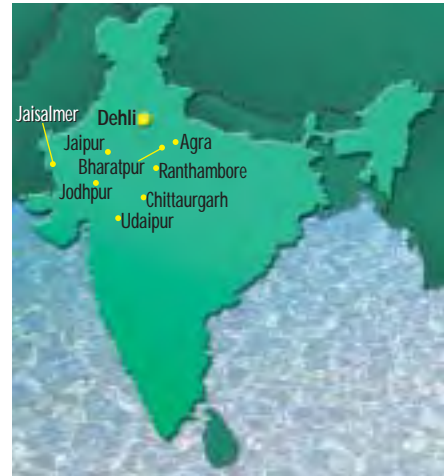 Dehli
Jaisalmer
Jaipur
Agra
Bharatpur
Ranthambore
Jodhpur
Chittaurgarh
Udaipur